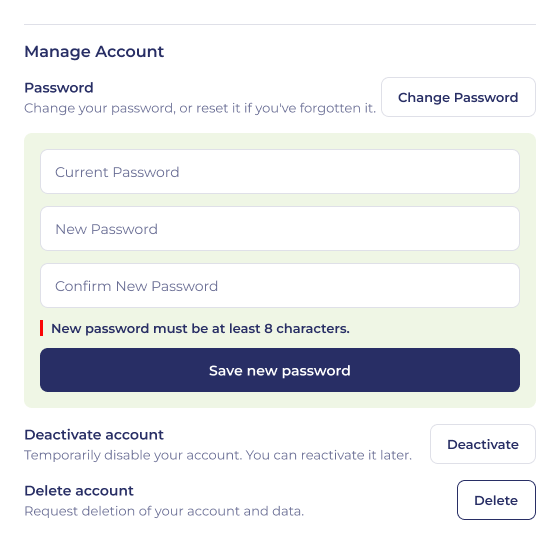 Manage Account
Password
Change your password, or reset it if you've forgotten it.
Change Password
Current Password
New Password
Confirm New Password
New password must be at least 8 characters.
Save new password
Deactivate account
Temporarily disable your account. You can reactivate it later.
Deactivate
Delete account
Request deletion of your account and data.
Delete